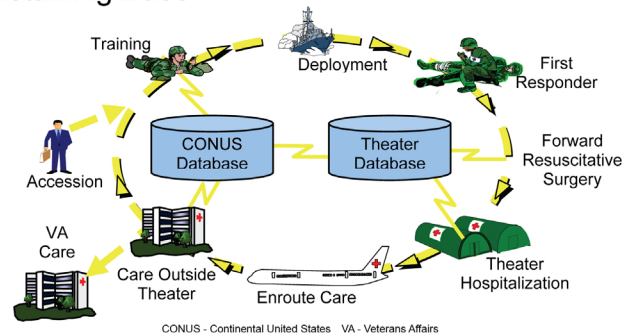 Training
Deployment
First
Responder
CONUS
Database
Theater
Database
Forward
Resuscitative
Surgery
Accession
VA
Care
Care Outside
Theater
Enroute Care
Theater
Hospitalization
CONUS - Continental United States VA - Veterans Affairs